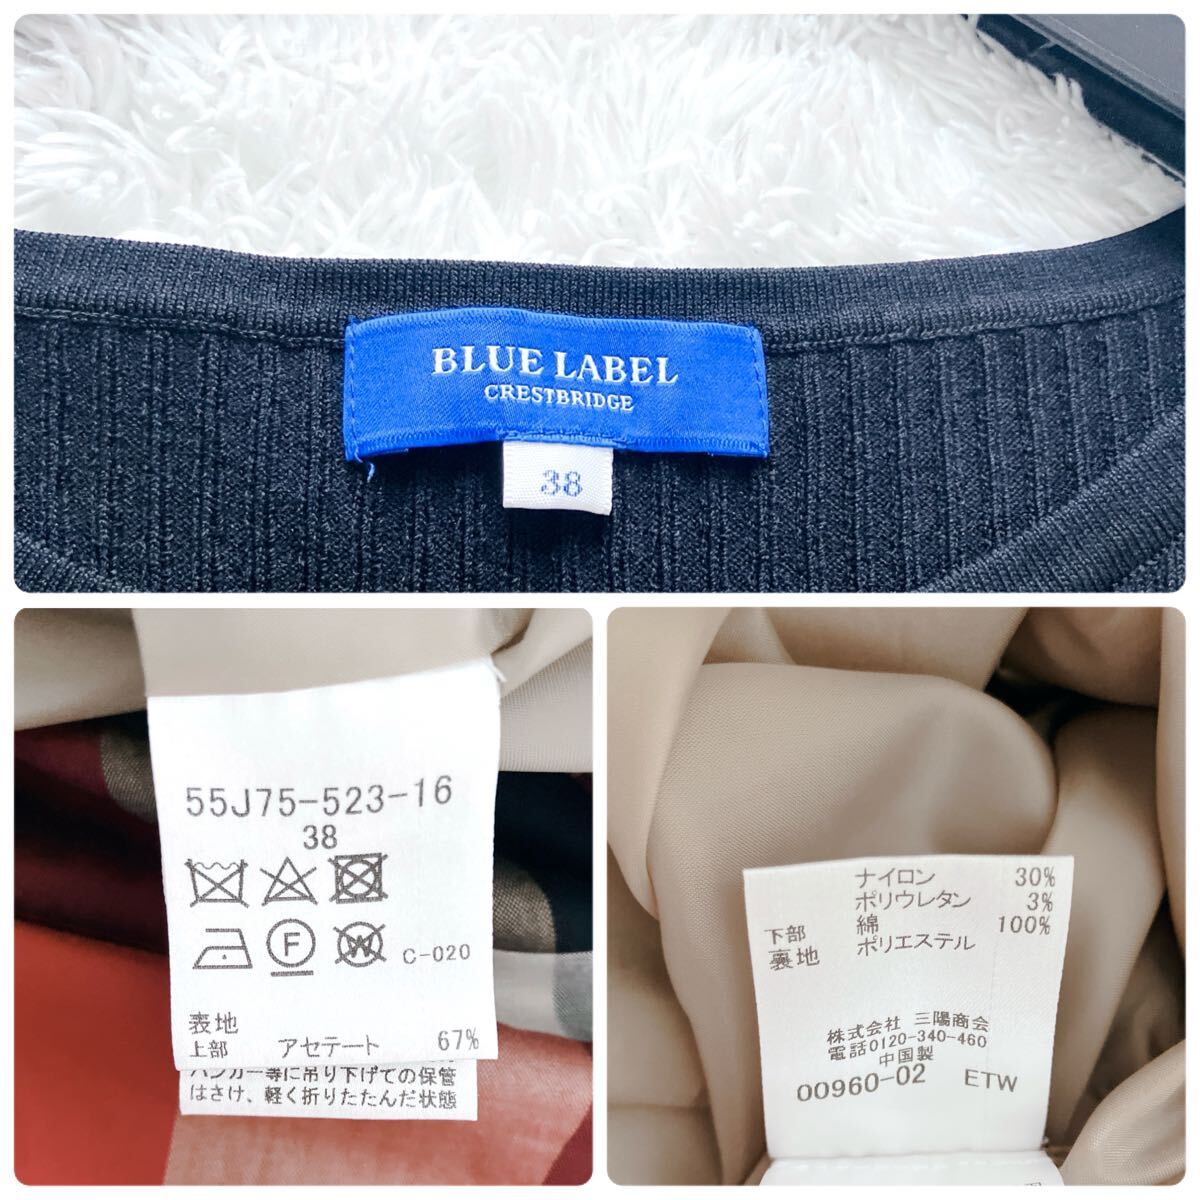 BLUE LABEL
CRESTBRIDGE
38
55J75-523-16
38
F W C-020
表地
上部 アセテート 67%
ハンガー等に吊り下げての保管
はさけ、軽く折りたたんだ状態
ナイロン 30%
ポリウレタン 3%
下部 綿 100%
裏地 ポリエステル
株式会社 三陽商会
電話0120-340-460
中国製
00960-02 ETW